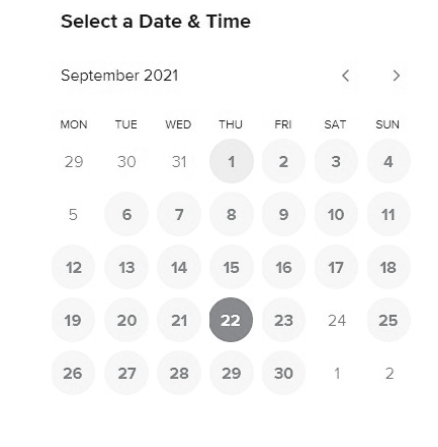 Select a Date & Time
September 2021
MON TUE WED THU FRI SAT SUN
29 30 31 1 2 3 4
5 6 7 8 9 10 11
12 13 14 15 16 17 18
19 20 21 22 23 24 25
26 27 28 29 30 1 2